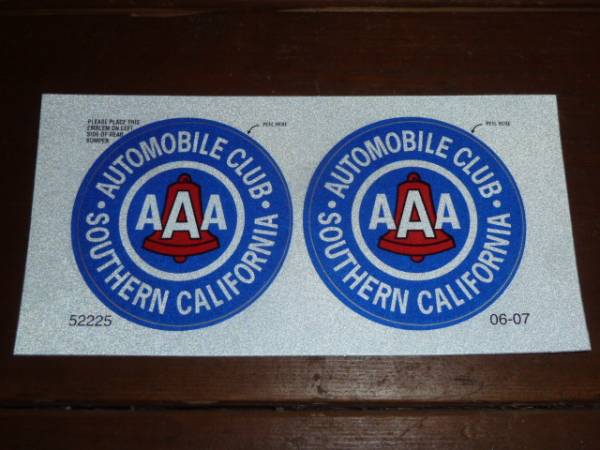 PLEASE PLACE THIS
EMBLEM ON LEFT
SIDE OF REAR
BUMPER
PEEL HERE
PEEL HERE
AUTOMOBILE CLUB
AAA
SOUTHERN CALIFORNIA
AUTOMOBILE CLUB
AAA
SOUTHERN CALIFORNIA
52225
06-07